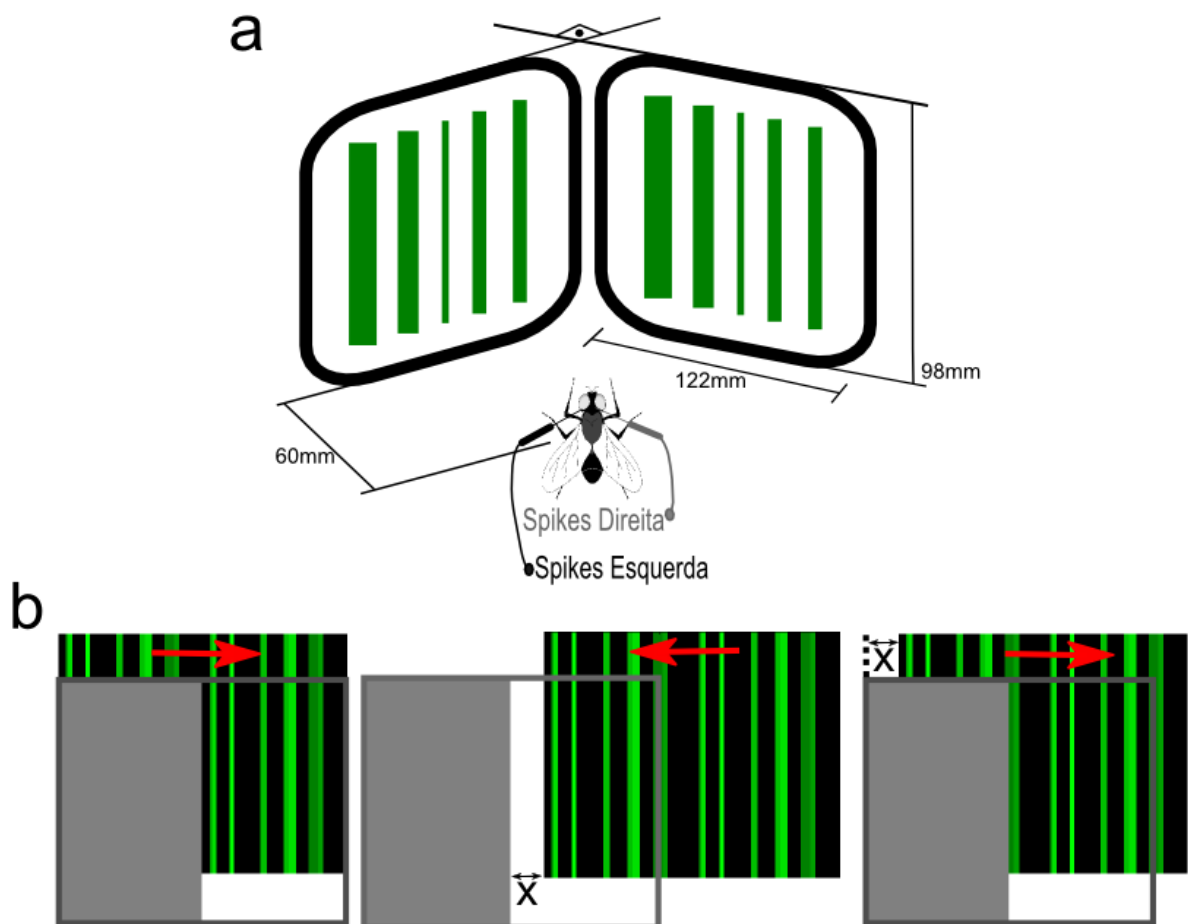 a
98mm
122mm
60mm
Spikes Direita
Spikes Esquerda
b
X
X
X